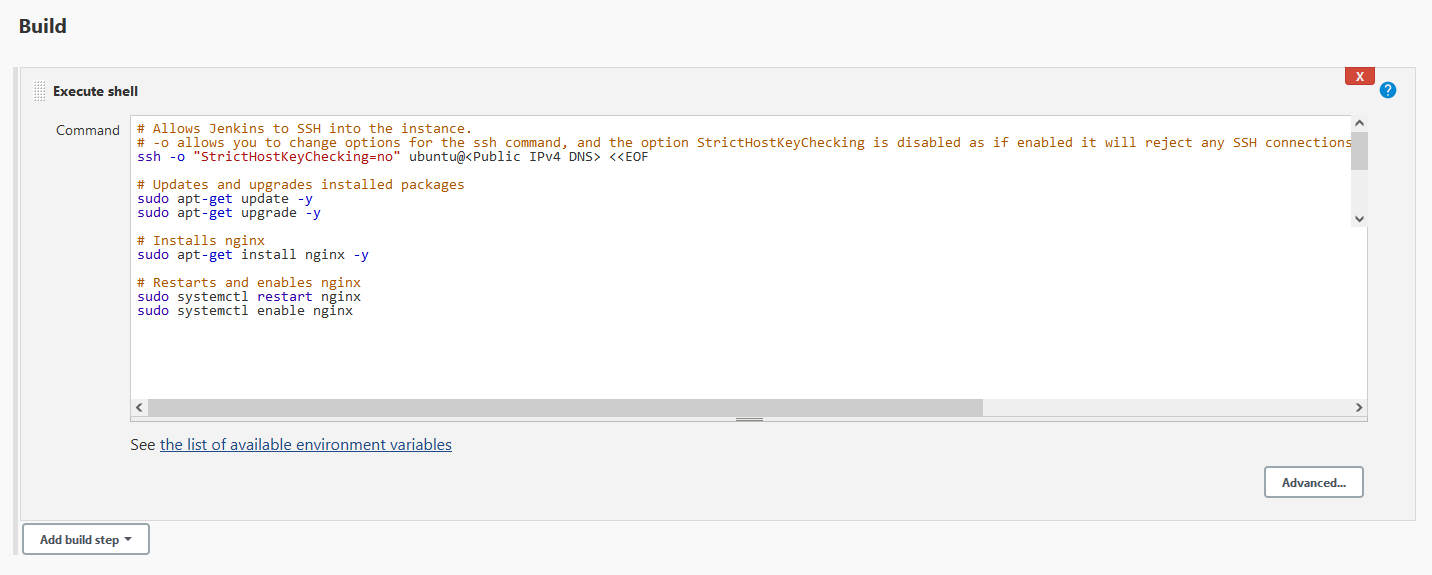 Build
Execute shell
X
?
Command
# Allows Jenkins to SSH into the instance.
# -o allows you to change options for the ssh command, and the option StrictHostKeyChecking is disabled as if enabled it will reject any SSH connections
ssh -o "StrictHostKeyChecking=no" ubuntu@<Public IPv4 DNS> <<EOF
# Updates and upgrades installed packages
sudo apt-get update -y
sudo apt-get upgrade -y
# Installs nginx
sudo apt-get install nginx -y
# Restarts and enables nginx
sudo systemctl restart nginx
sudo systemctl enable nginx
See the list of available environment variables
Advanced...
Add build step